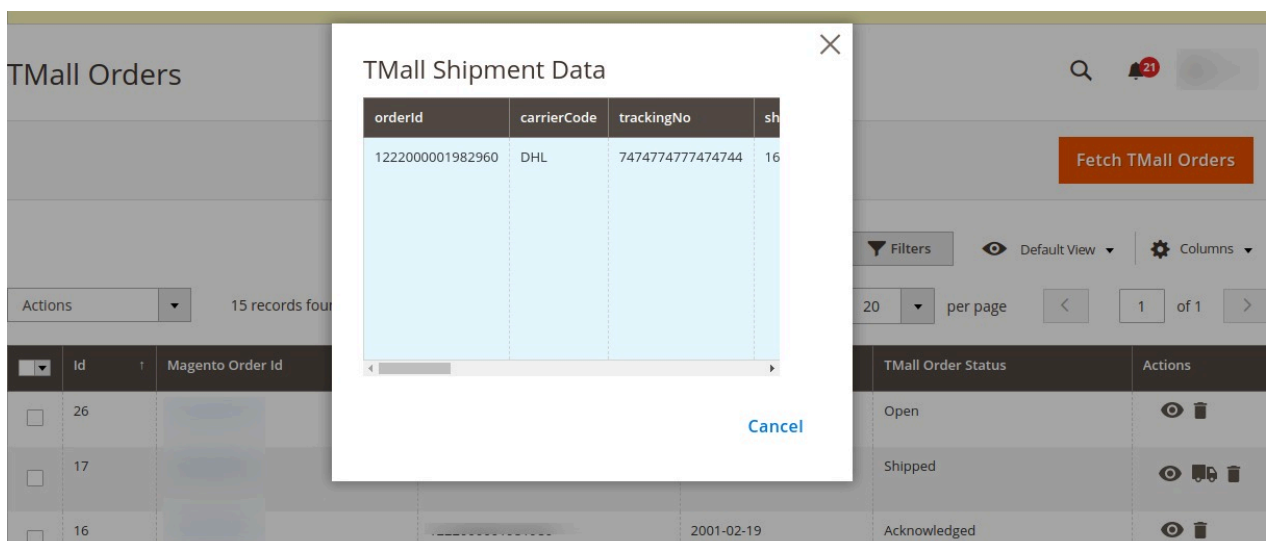 TMall Orders
21
Fetch TMall Orders
TMall Shipment Data
orderId carrierCode trackingNo sh
1222000001982960 DHL 7474774777474744 16
Cancel
Filters Default View Columns
Actions 15 records four 20 per page 1 of 1
Id ↑ Magento Order Id TMall Order Status Actions
26 Open
17 Shipped
16 2001-02-19 Acknowledged